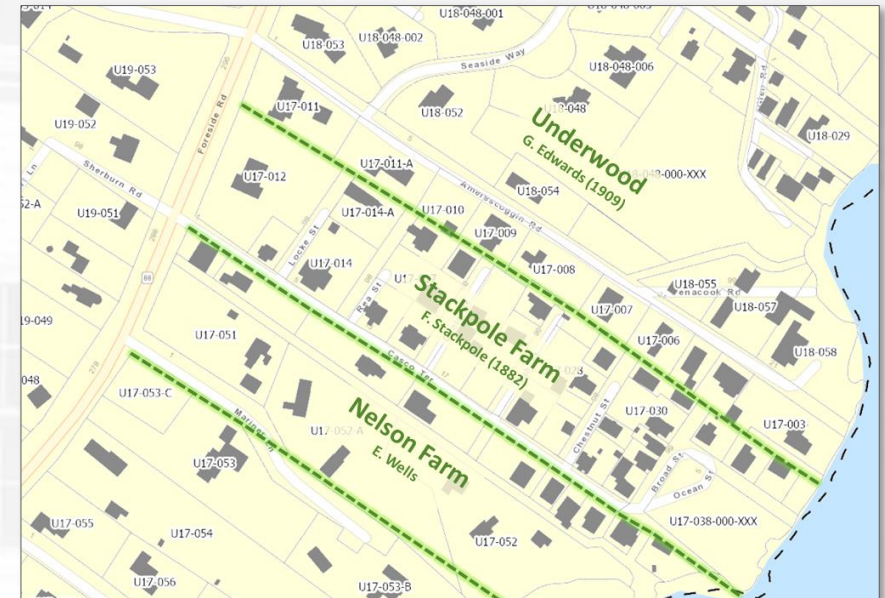 U18-048-001
U18-053
U18-048-002
Seaside Way
U19-053
U18-048-006
Foreside Rd
U17-011
U18-052
Underwood
G. Edwards (1909)
U19-052
U18-029
U17-011-A
Sherburn Rd
U17-012
Amerescoggin Rd
U18-054
52-A
U19-051
U17-014-A
U17-010
U17-009
Locke St
U17-014
U17-008
88
Rea St
Stackpole Farm
F. Stackpole (1882)
U18-055
U18-057
19-049
U17-007
U17-051
U17-006
U18-058
Casco Ter
048
U17-053-C
Nelson Farm
E. Wells
Chestnut St
U17-030
U17-003
U17-052-A
U17-053
Broad St
Ocean St
U17-038-000-XXX
U17-055
U17-054
U17-052
U17-056
U17-053-B